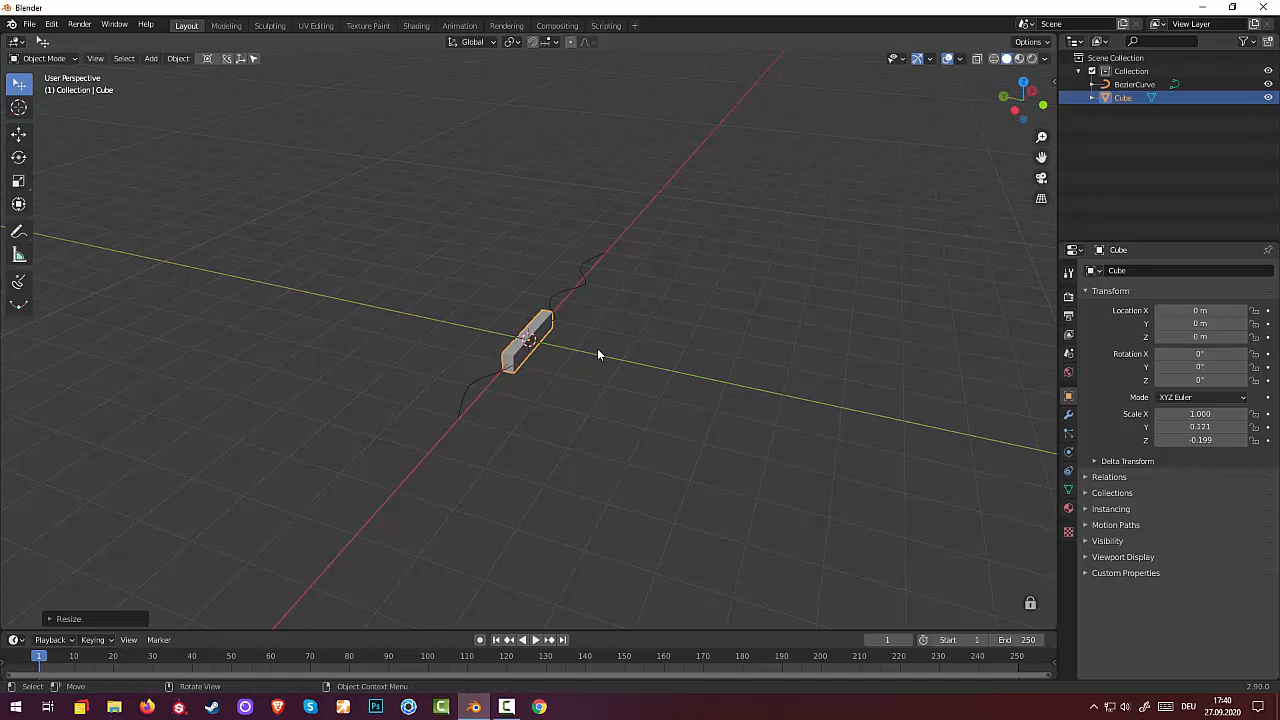 Blender
File Edit Render Window Help Layout Modeling Sculpting UV Editing Texture Paint Shading Animation Rendering Compositing Scripting + Scene View Layer
Global Options
Object Mode View Select Add Object
User Perspective
(1) Collection | Cube
Scene Collection
Collection
BezierCurve
Cube
Cube
Cube
Transform
Location X 0 m
Y 0 m
Z 0 m
Rotation X 0°
Y 0°
Z 0°
Mode XYZ Euler
Scale X 1.000
Y 0.121
Z -0.199
Delta Transform
Relations
Collections
Instancing
Motion Paths
Visibility
Viewport Display
Custom Properties
Resize
Playback Keying View Marker 1 Start 1 End 250
1 10 20 30 40 50 60 70 80 90 100 110 120 130 140 150 160 170 180 190 200 210 220 230 240 250
Select Move Rotate View Object Context Menu 2.90.0
DEU 17:40
27.09.2020